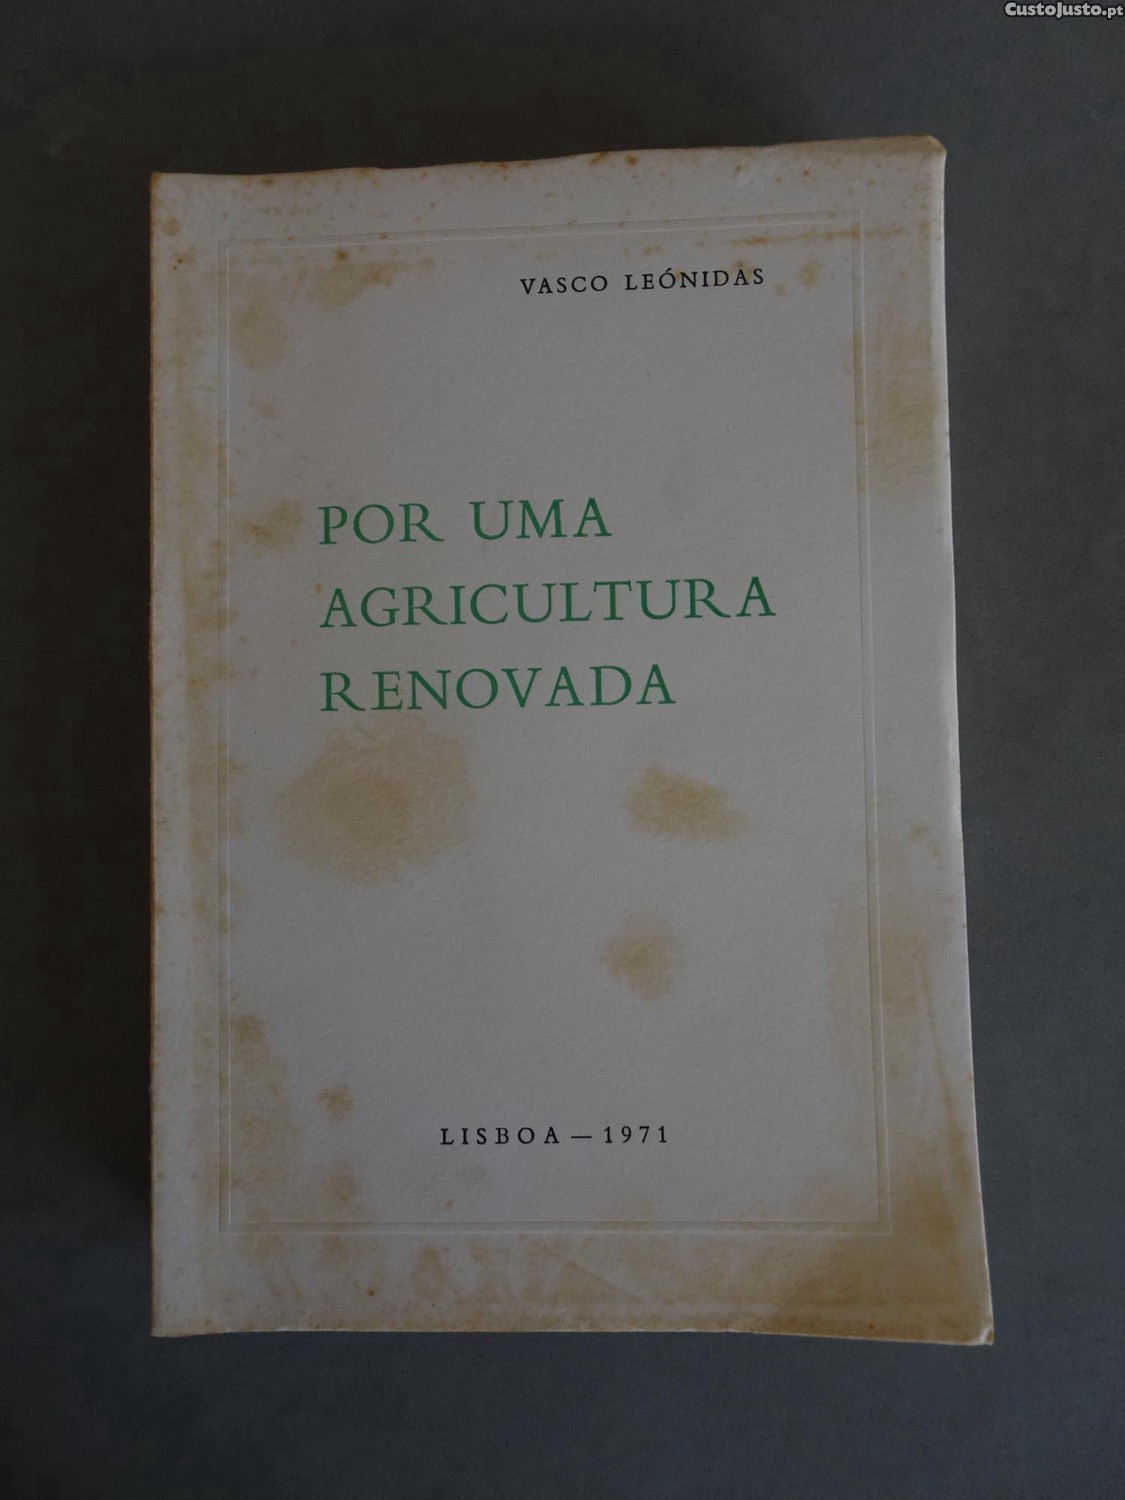 CustoJusto.pt
VASCO LEÓNIDAS
POR UMA
AGRICULTURA
RENOVADA
LISBOA — 1971